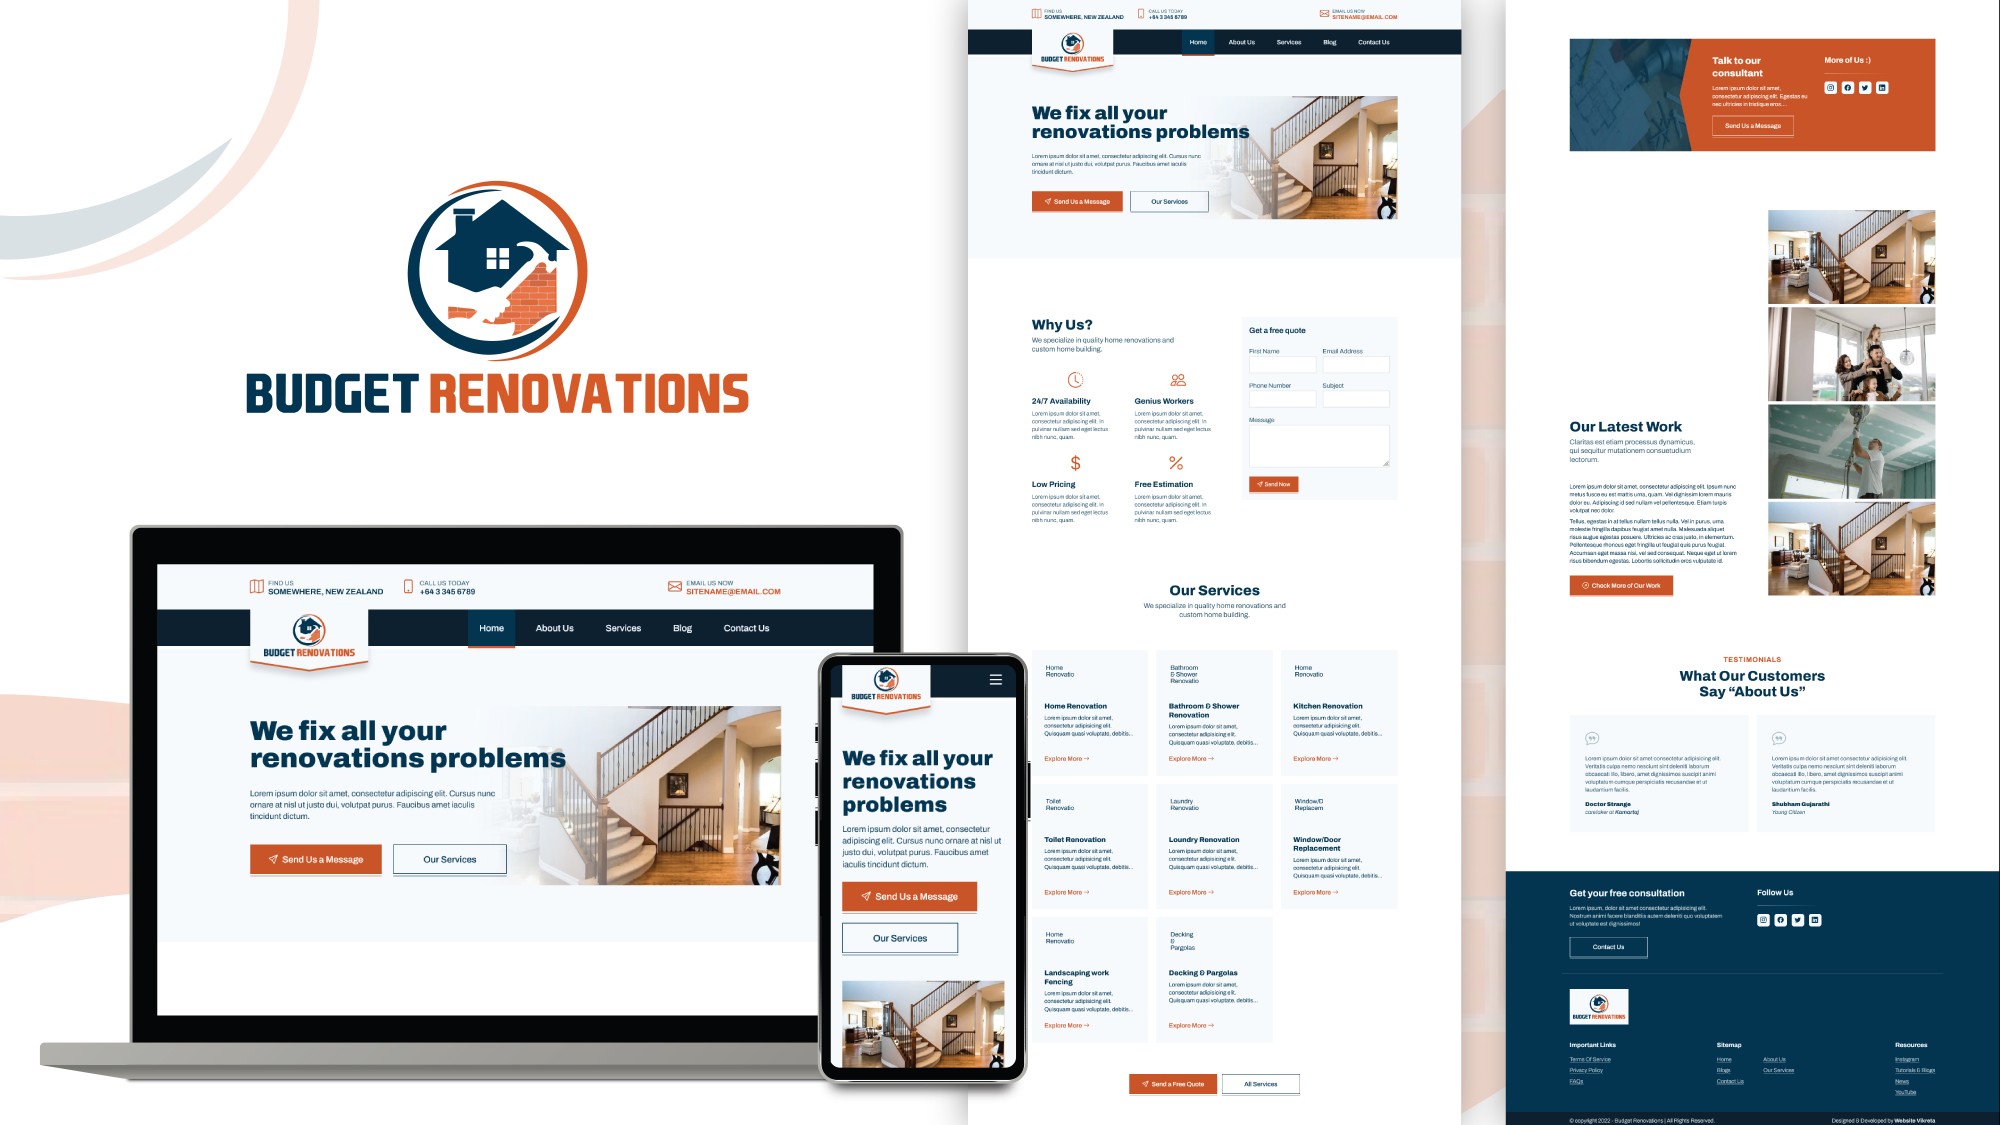 BUDGET RENOVATIONS
FIND US
SOMEWHERE, NEW ZEALAND
CALL US TODAY
+64 3 345 6789
EMAIL US NOW
SITENAME@EMAIL.COM
BUDGET RENOVATIONS
Home
About Us
Services
Blog
Contact Us
We fix all your
renovations problems
Lorem ipsum dolor sit amet, consectetur adipiscing elit. Cursus nunc
ornare at nisl ut justo dui, volutpat purus. Faucibus amet iaculis
tincidunt dictum.
Send Us a Message
Our Services
BUDGET RENOVATIONS
We fix all your
renovations
problems
Lorem ipsum dolor sit amet, consectetur
adipiscing elit. Cursus nunc ornare at nisl ut
justo dui, volutpat purus. Faucibus amet
iaculis tincidunt dictum.
Send Us a Message
Our Services
FIND US
SOMEWHERE, NEW ZEALAND
CALL US TODAY
+64 3 345 6789
EMAIL US NOW
SITENAME@EMAIL.COM
BUDGET RENOVATIONS
Home
About Us
Services
Blog
Contact Us
We fix all your
renovations problems
Lorem ipsum dolor sit amet, consectetur adipiscing elit. Cursus nunc
ornare at nisl ut justo dui, volutpat purus. Faucibus amet iaculis
tincidunt dictum.
Send Us a Message
Our Services
Why Us?
We specialize in quality home renovations and
custom home building.
24/7 Availability
Lorem ipsum dolor sit amet,
consectetur adipiscing elit. In
pulvinar nullam sed eget lectus
nibh nunc, quam.
Genius Workers
Lorem ipsum dolor sit amet,
consectetur adipiscing elit. In
pulvinar nullam sed eget lectus
nibh nunc, quam.
Low Pricing
Lorem ipsum dolor sit amet,
consectetur adipiscing elit. In
pulvinar nullam sed eget lectus
nibh nunc, quam.
Free Estimation
Lorem ipsum dolor sit amet,
consectetur adipiscing elit. In
pulvinar nullam sed eget lectus
nibh nunc, quam.
Get a free quote
First Name
Email Address
Phone Number
Subject
Message
Send Now
Our Services
We specialize in quality home renovations and
custom home building.
Home
Renovatio
Home Renovation
Lorem ipsum dolor sit amet,
consectetur adipisicing elit.
Quisquam quasi voluptate, debitis...
Explore More →
Bathroom
& Shower
Renovatio
Bathroom & Shower
Renovation
Lorem ipsum dolor sit amet,
consectetur adipisicing elit.
Quisquam quasi voluptate, debitis...
Explore More →
Home
Renovatio
Kitchen Renovation
Lorem ipsum dolor sit amet,
consectetur adipisicing elit.
Quisquam quasi voluptate, debitis...
Explore More →
Toilet
Renovatio
Toilet Renovation
Lorem ipsum dolor sit amet,
consectetur adipisicing elit.
Quisquam quasi voluptate, debitis...
Explore More →
Laundry
Renovatio
Loundry Renovation
Lorem ipsum dolor sit amet,
consectetur adipisicing elit.
Quisquam quasi voluptate, debitis...
Explore More →
Window/D
Replacem
Window/Door
Replacement
Lorem ipsum dolor sit amet,
consectetur adipisicing elit.
Quisquam quasi voluptate, debitis...
Explore More →
Home
Renovatio
Landscaping work
Fencing
Lorem ipsum dolor sit amet,
consectetur adipisicing elit.
Quisquam quasi voluptate, debitis...
Explore More →
Decking
&
Pargolas
Decking & Pargolas
Lorem ipsum dolor sit amet,
consectetur adipisicing elit.
Quisquam quasi voluptate, debitis...
Explore More →
Send a Free Quote
All Services
Talk to our
consultant
Lorem ipsum dolor sit amet,
consectetur adipiscing elit. Egestas eu
nec ultricies in tristique eros...
Send Us a Message
More of Us :)
Our Latest Work
Claritas est etiam processus dynamicus,
qui sequitur mutationem consuetudium
lectorum.
Lorem ipsum dolor sit amet, consectetur adipiscing elit. Ipsum nunc
metus fusce eu est mattis urna, quam. Vel dignissim lorem mauris
dolor eu. Adipiscing id sed nullam vel pellentesque. Etiam turpis
volutpat nec dolor.
Tellus, egestas in at tellus nullam tellus nulla. Vel in purus, urna
molestie fringilla dapibus feugiat amet nulla. Malesuada aliquet
risus augue egestas posuere. Ultricies ac cras justo, in elementum.
Pellentesque rhoncus eget fringilla ut feugiat quis purus feugiat.
Accumsan eget massa nisi, vel sed consequat. Neque eget ut lorem
risus bibendum egestas. Lobortis sollicitudin eros vulputate id.
Check More of Our Work
TESTIMONIALS
What Our Customers
Say “About Us”
Lorem ipsum dolor sit amet consectetur adipisicing elit.
Veritatis culpa nemo nesciunt sint deleniti laborum
obcaecati illo, libero, amet dignissimos suscipit animi
voluptatum cumque perspiciatis recusandae et ut
laudantium facilis.
Doctor Strange
caretaker at Kamartaj
Lorem ipsum dolor sit amet consectetur adipisicing elit.
Veritatis culpa nemo nesciunt sint deleniti laborum
obcaecati illo, libero, amet dignissimos suscipit animi
voluptatum cumque perspiciatis recusandae et ut
laudantium facilis.
Shubham Gujarathi
Young Citizen
Get your free consultation
Lorem ipsum, dolor sit amet consectetur adipisicing elit.
Nostrum animi facere blanditiis autem deleniti quo voluptatem
ut voluptate est dignissimos!
Contact Us
Follow Us
BUDGET RENOVATIONS
Important Links
Terms Of Service
Privacy Policy
FAQs
Sitemap
Home
Blogs
Contact Us
About Us
Our Services
Resources
Instagram
Tutorials & Blogs
News
YouTube
© copyright 2022 - Budget Renovations | All Rights Reserved.
Designed & Developed by Website Vikreta